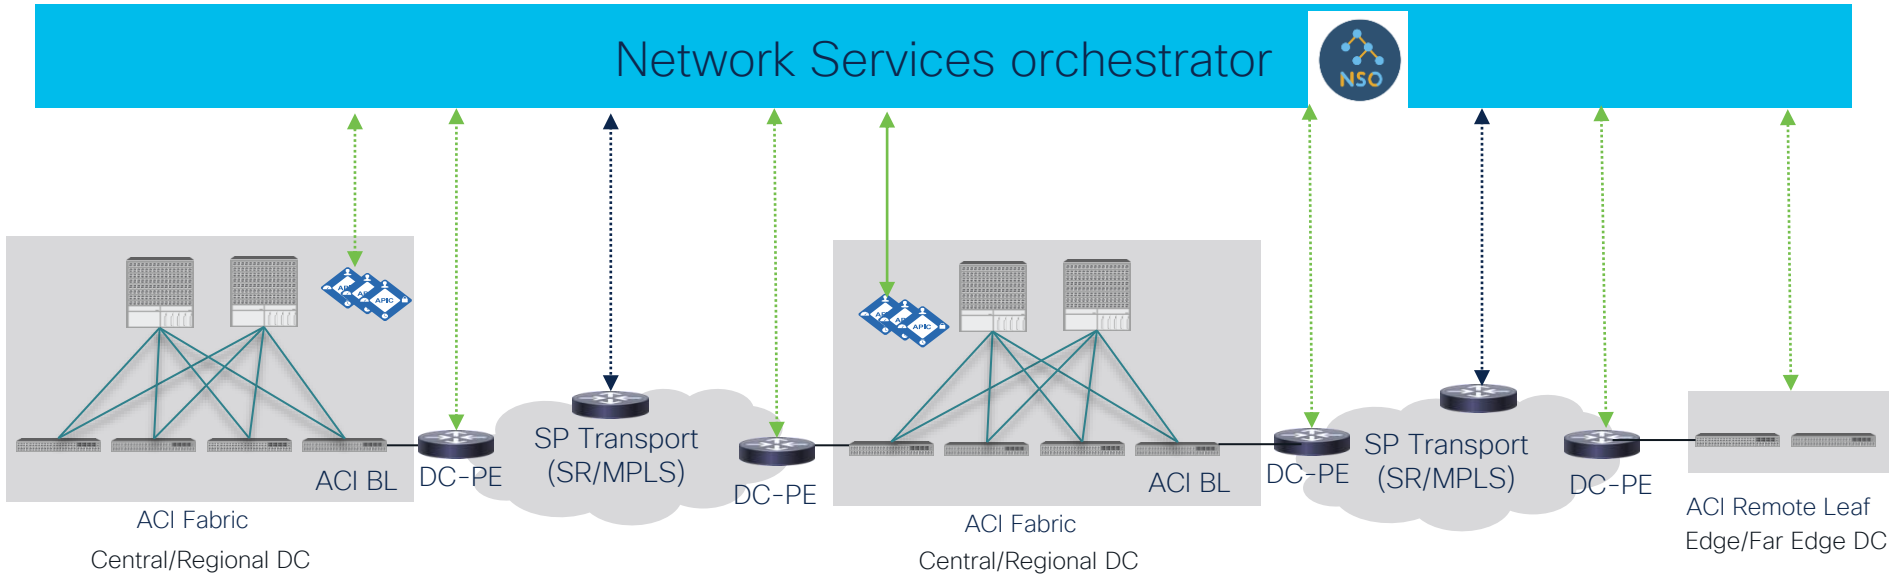 Network Services orchestrator
NSO
APIC
APIC
ACI BL
DC-PE
SP Transport
(SR/MPLS)
DC-PE
ACI BL
DC-PE
SP Transport
(SR/MPLS)
DC-PE
ACI Fabric
Central/Regional DC
ACI Fabric
Central/Regional DC
ACI Remote Leaf
Edge/Far Edge DC